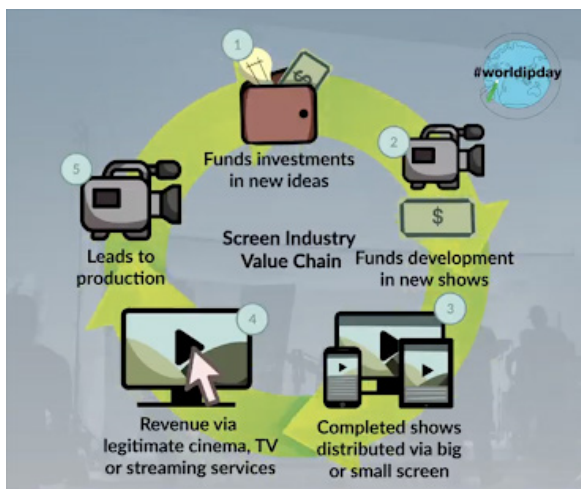 1
#worldipday
Funds investments
in new ideas
2
$
Funds development
in new shows
Screen Industry
Value Chain
3
Completed shows
distributed via big
or small screen
4
Revenue via
legitimate cinema, TV
or streaming services
5
Leads to
production